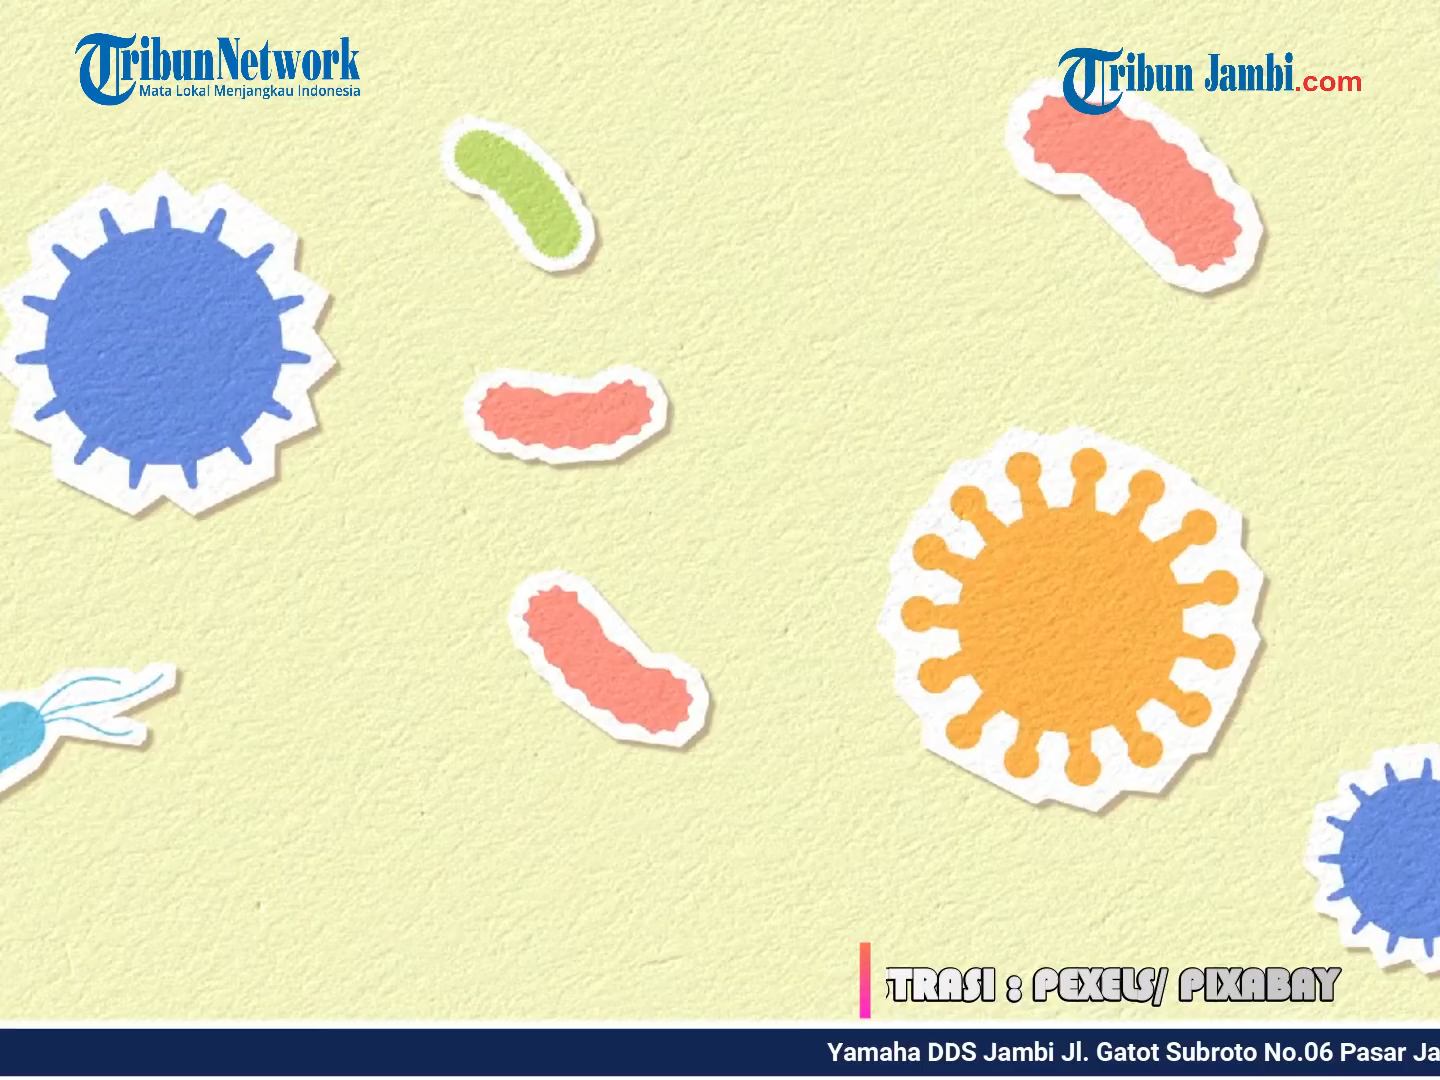 TribunNetwork
Mata Lokal Menjangkau Indonesia
Tribun Jambi.com
STRASI : PEXELS/ PIXABAY
Yamaha DDS Jambi Jl. Gatot Subroto No.06 Pasar Ja